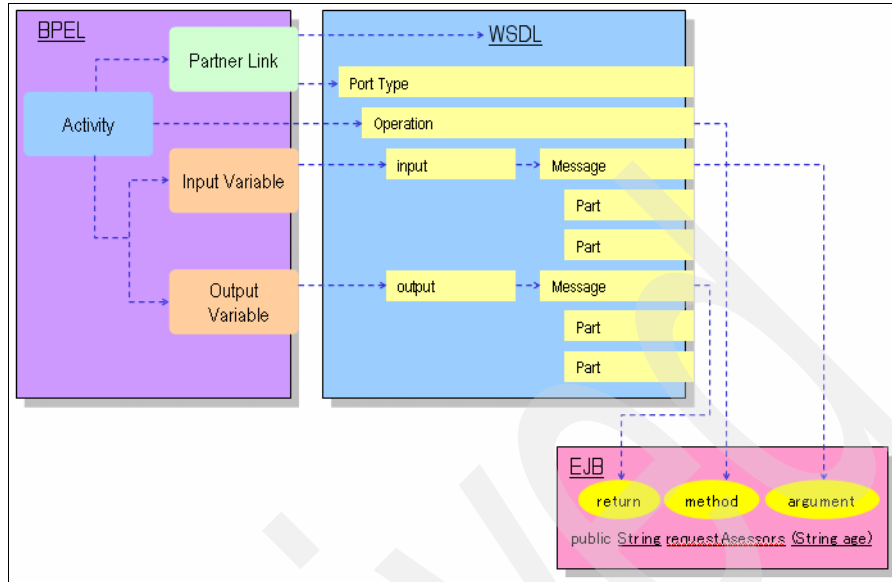 BPEL
Partner Link
Activity
Input Variable
Output
Variable
WSDL
Port Type
Operation
input
Message
Part
Part
output
Message
Part
Part
EJB
return
method
argument
public String requestAsessors (String age)